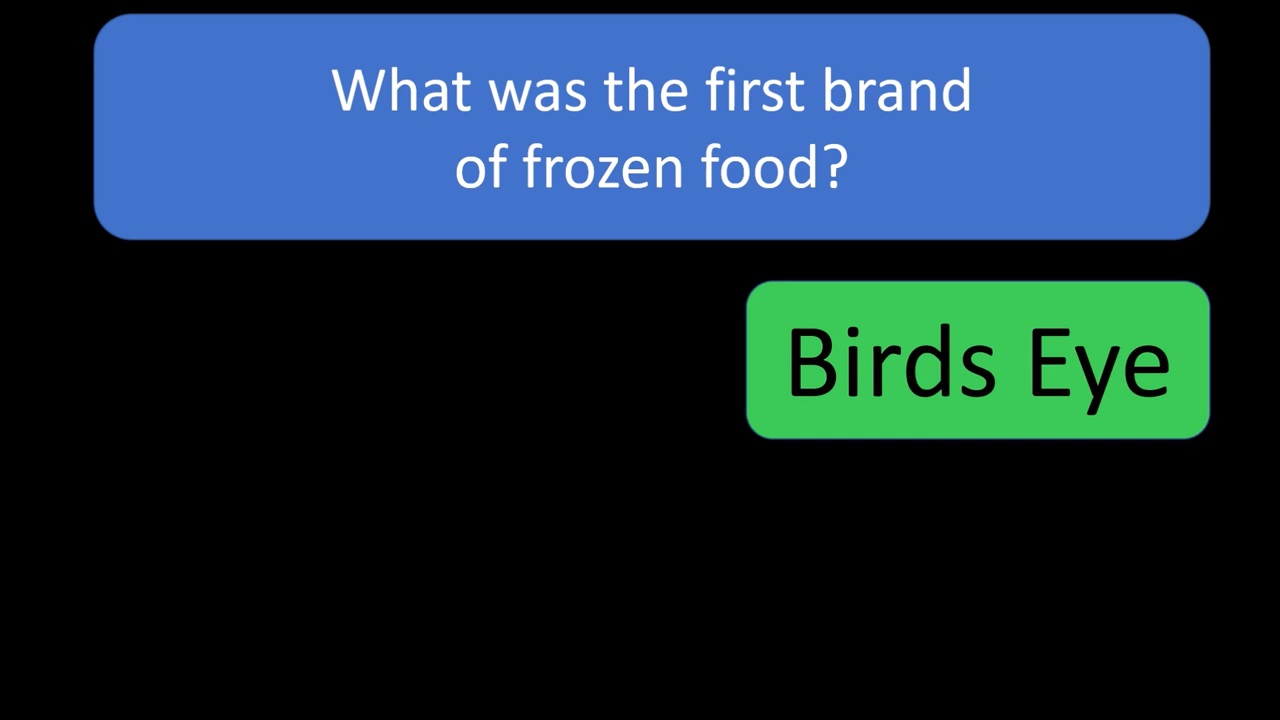 What was the first brand
of frozen food?
Birds Eye